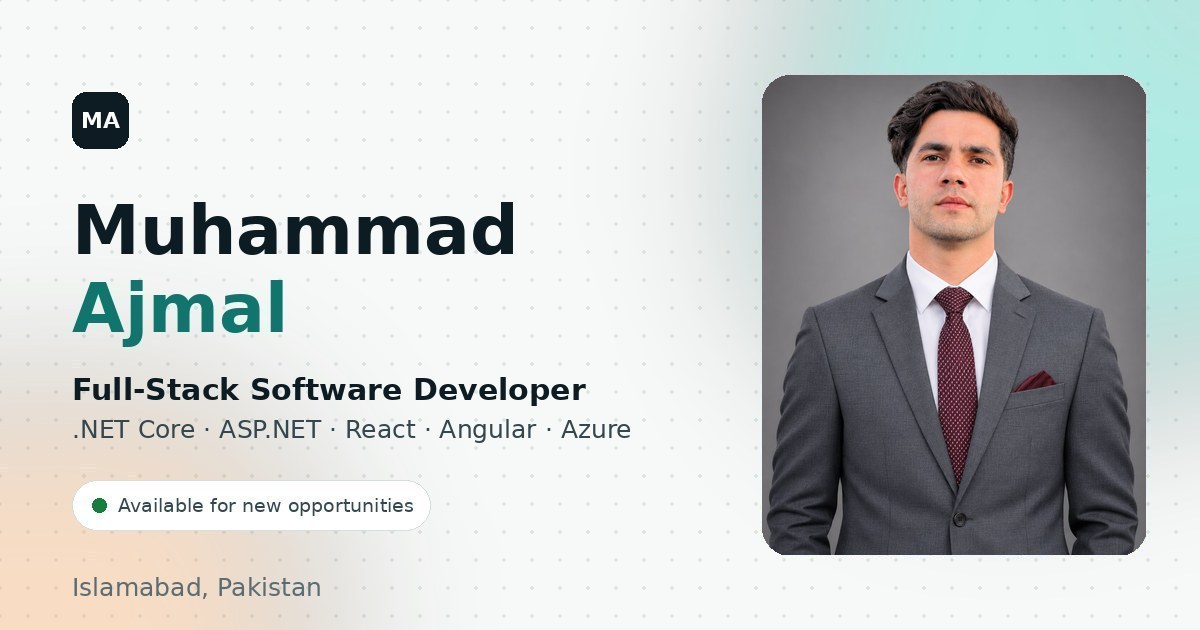 MA
Muhammad
Ajmal
Full-Stack Software Developer
.NET Core · ASP.NET · React · Angular · Azure
Available for new opportunities
Islamabad, Pakistan